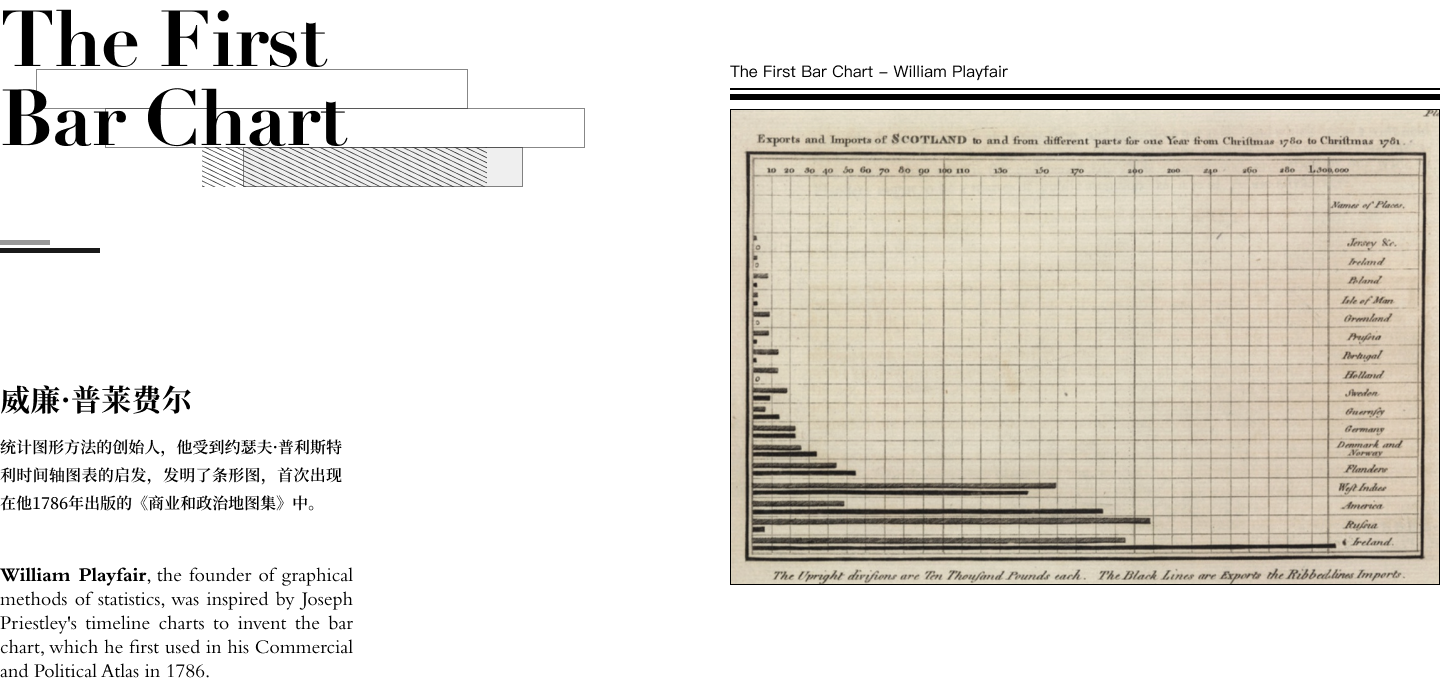 The First
Bar Chart
威廉·普莱费尔
统计图形方法的创始人，他受到约瑟夫·普利斯特
利时间轴图表的启发，发明了条形图，首次出现
在他1786年出版的《商业和政治地图集》中。
William Playfair, the founder of graphical
methods of statistics, was inspired by Joseph
Priestley's timeline charts to invent the bar
chart, which he first used in his Commercial
and Political Atlas in 1786.
The First Bar Chart – William Playfair
Exports and Imports of SCOTLAND to and from different parts for one Year from Chriſtmas 1780 to Chriſtmas 1781.
10 20 30 40 50 60 70 80 90 100 110 130 150 170 200 220 240 260 280 L300,000
Names of Places.
Jersey &c.
Iceland
Poland
Isle of Man
Greenland
Pruſsia
Portugal
Holland
Sweden
Guernſey
Germany
Denmark and
Norway
Flanders
Weſt Indies
America
Ruſsia
Ireland.
The Upright diviſions are Ten Thouſand Pounds each. The Black Lines are Exports the Ribbed lines Imports.